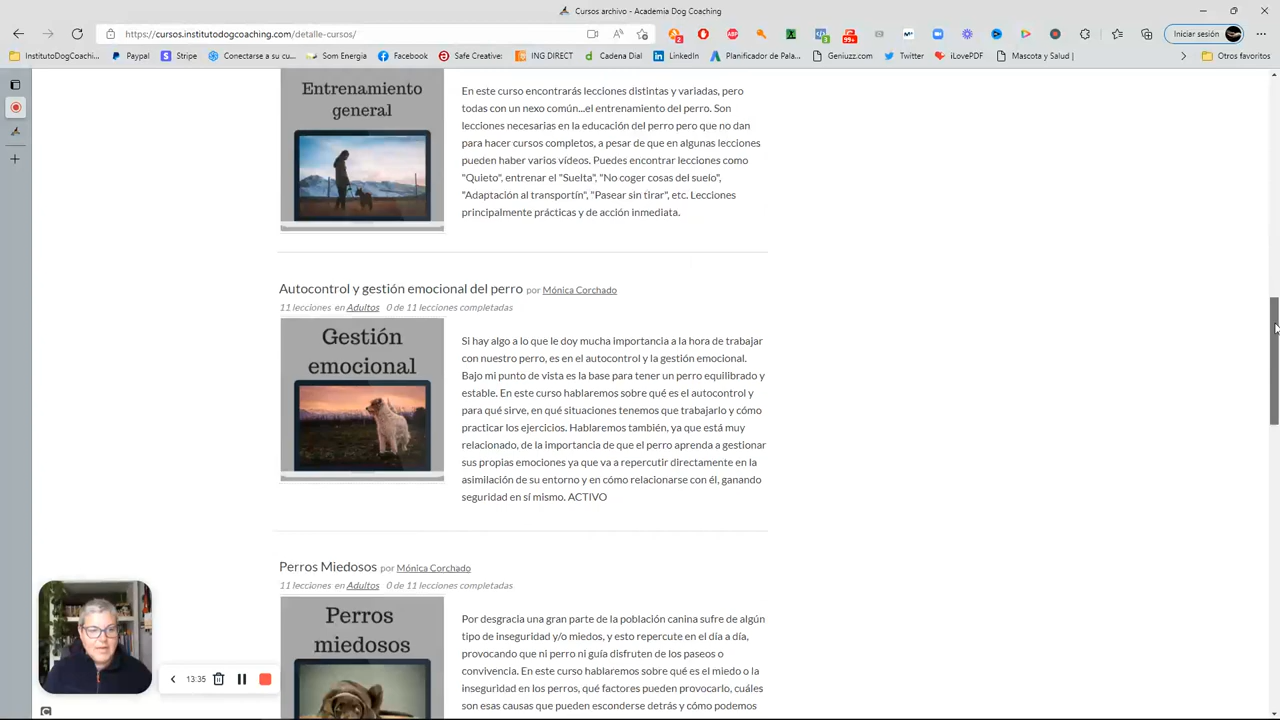 Cursos archivo - Academia Dog Coaching
https://cursos.institutodogcoaching.com/detalle-cursos/
Iniciar sesión
InstitutoDogCoachi...
Paypal
Stripe
Conectarse a su cu...
Som Energia
Facebook
Safe Creative:
ING DIRECT
Cadena Dial
LinkedIn
Planificador de Pala...
Geniuzz.com
Twitter
iLovePDF
Mascota y Salud |
Otros favoritos
Entrenamiento
general
En este curso encontrarás lecciones distintas y variadas, pero
todas con un nexo común...el entrenamiento del perro. Son
lecciones necesarias en la educación del perro pero que no dan
para hacer cursos completos, a pesar de que en algunas lecciones
pueden haber varios vídeos. Puedes encontrar lecciones como
"Quieto", entrenar el "Suelta", "No coger cosas del suelo",
"Adaptación al transportín", "Pasear sin tirar", etc. Lecciones
principalmente prácticas y de acción inmediata.
Autocontrol y gestión emocional del perro por Mónica Corchado
11 lecciones en Adultos 0 de 11 lecciones completadas
Gestión
emocional
Si hay algo a lo que le doy mucha importancia a la hora de trabajar
con nuestro perro, es en el autocontrol y la gestión emocional.
Bajo mi punto de vista es la base para tener un perro equilibrado y
estable. En este curso hablaremos sobre qué es el autocontrol y
para qué sirve, en qué situaciones tenemos que trabajarlo y cómo
practicar los ejercicios. Hablaremos también, ya que está muy
relacionado, de la importancia de que el perro aprenda a gestionar
sus propias emociones ya que va a repercutir directamente en la
asimilación de su entorno y en cómo relacionarse con él, ganando
seguridad en sí mismo. ACTIVO
Perros Miedosos por Mónica Corchado
11 lecciones en Adultos 0 de 11 lecciones completadas
Perros
miedosos
Por desgracia una gran parte de la población canina sufre de algún
tipo de inseguridad y/o miedos, y esto repercute en el día a día,
provocando que ni perro ni guía disfruten de los paseos o
convivencia. En este curso hablaremos sobre qué es el miedo o la
inseguridad en los perros, qué factores pueden provocarlo, cuáles
son esas causas que pueden esconderse detrás y cómo podemos
13:35